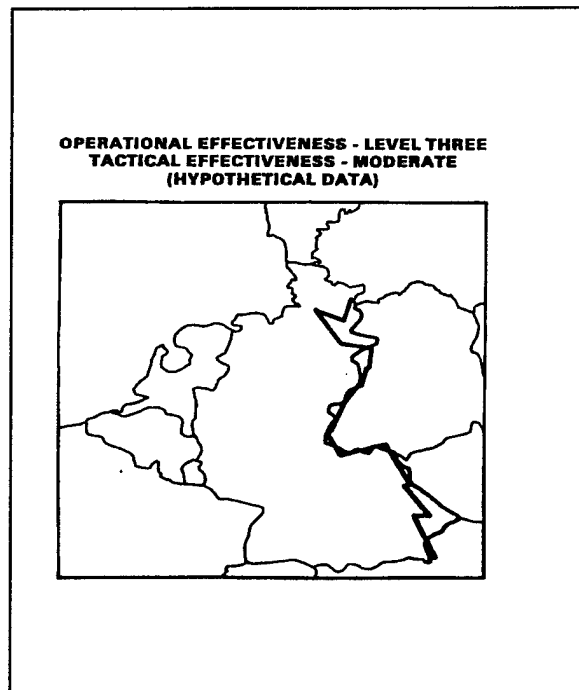 OPERATIONAL EFFECTIVENESS - LEVEL THREE
TACTICAL EFFECTIVENESS - MODERATE
(HYPOTHETICAL DATA)